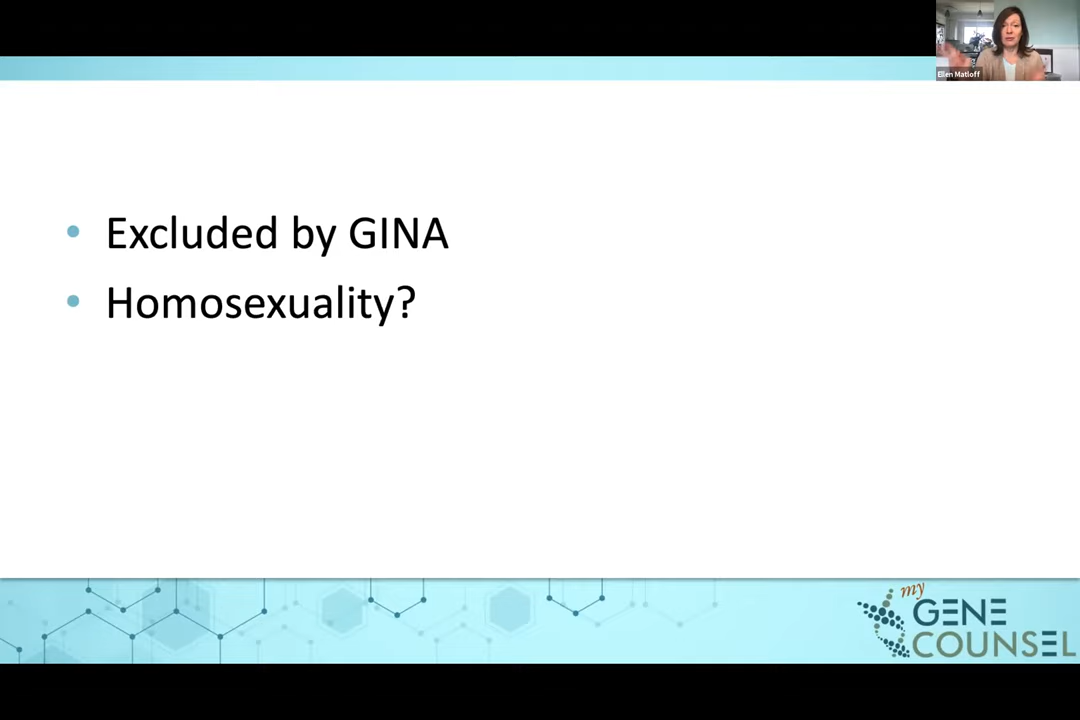 Ellen Matloff
• Excluded by GINA
• Homosexuality?
my
GENE
COUNSEL